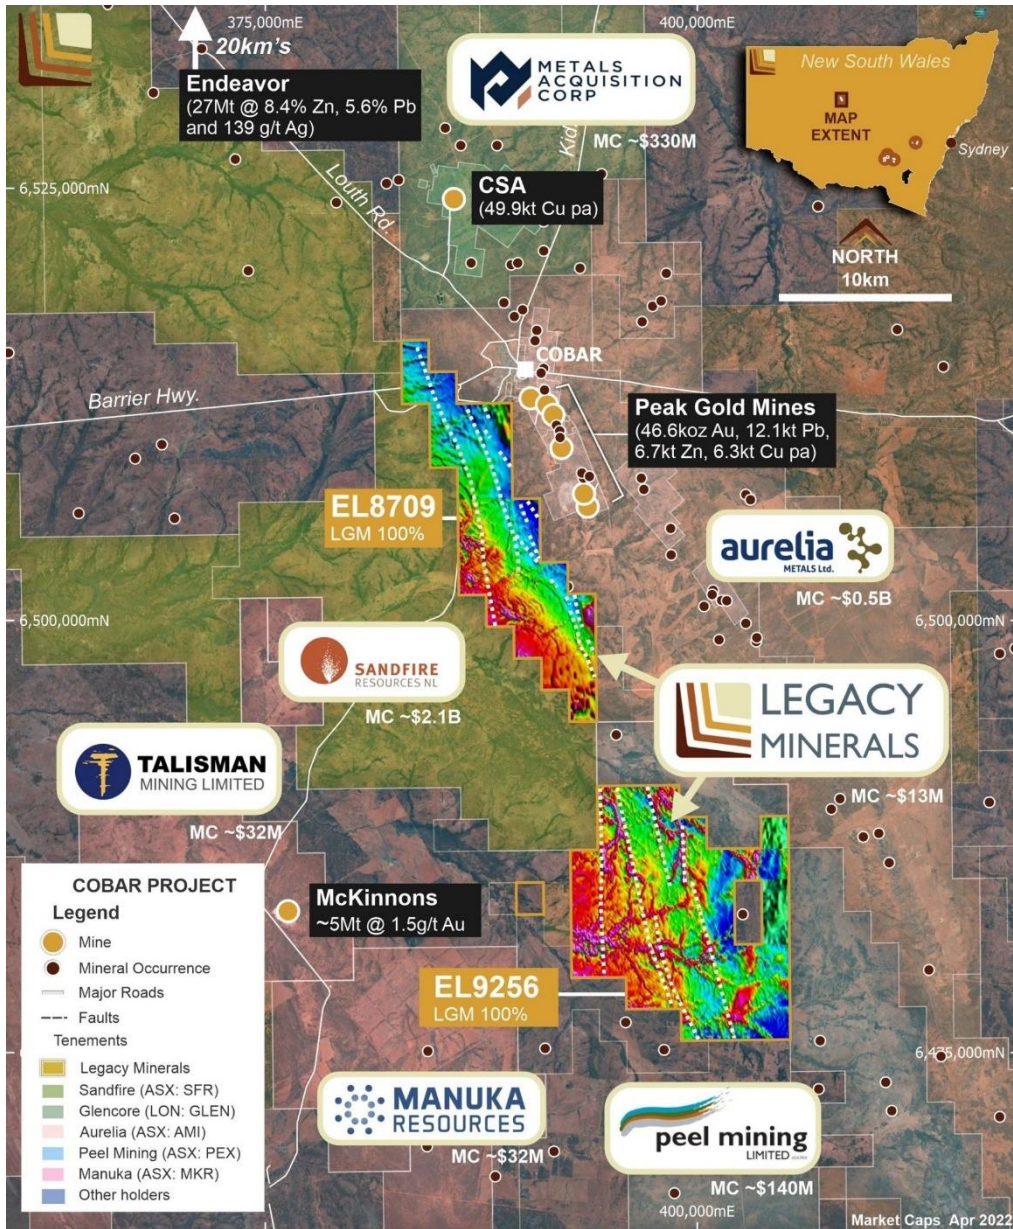 375,000mE
400,000mE
20km's
Endeavor
(27Mt @ 8.4% Zn, 5.6% Pb
and 139 g/t Ag)
METALS
ACQUISITION
CORP
MC ~$330M
New South Wales
MAP
EXTENT
Sydney
6,525,000mN
Louth Rd.
Kid
CSA
(49.9kt Cu pa)
NORTH
10km
COBAR
Barrier Hwy.
Peak Gold Mines
(46.6koz Au, 12.1kt Pb,
6.7kt Zn, 6.3kt Cu pa)
EL8709
LGM 100%
aurelia
METALS Ltd.
MC ~$0.5B
6,500,000mN
6,500,000mN
SANDFIRE
RESOURCES NL
MC ~$2.1B
LEGACY
MINERALS
MC ~$13M
TALISMAN
MINING LIMITED
MC ~$32M
McKinnons
~5Mt @ 1.5g/t Au
EL9256
LGM 100%
COBAR PROJECT
Legend
Mine
Mineral Occurrence
Major Roads
Faults
Tenements
Legacy Minerals
Sandfire (ASX: SFR)
Glencore (LON: GLEN)
Aurelia (ASX: AMI)
Peel Mining (ASX: PEX)
Manuka (ASX: MKR)
Other holders
6,475,000mN
MANUKA
RESOURCES
MC ~$32M
peel mining
LIMITED
MC ~$140M
400,000mE
Market Caps Apr 2022